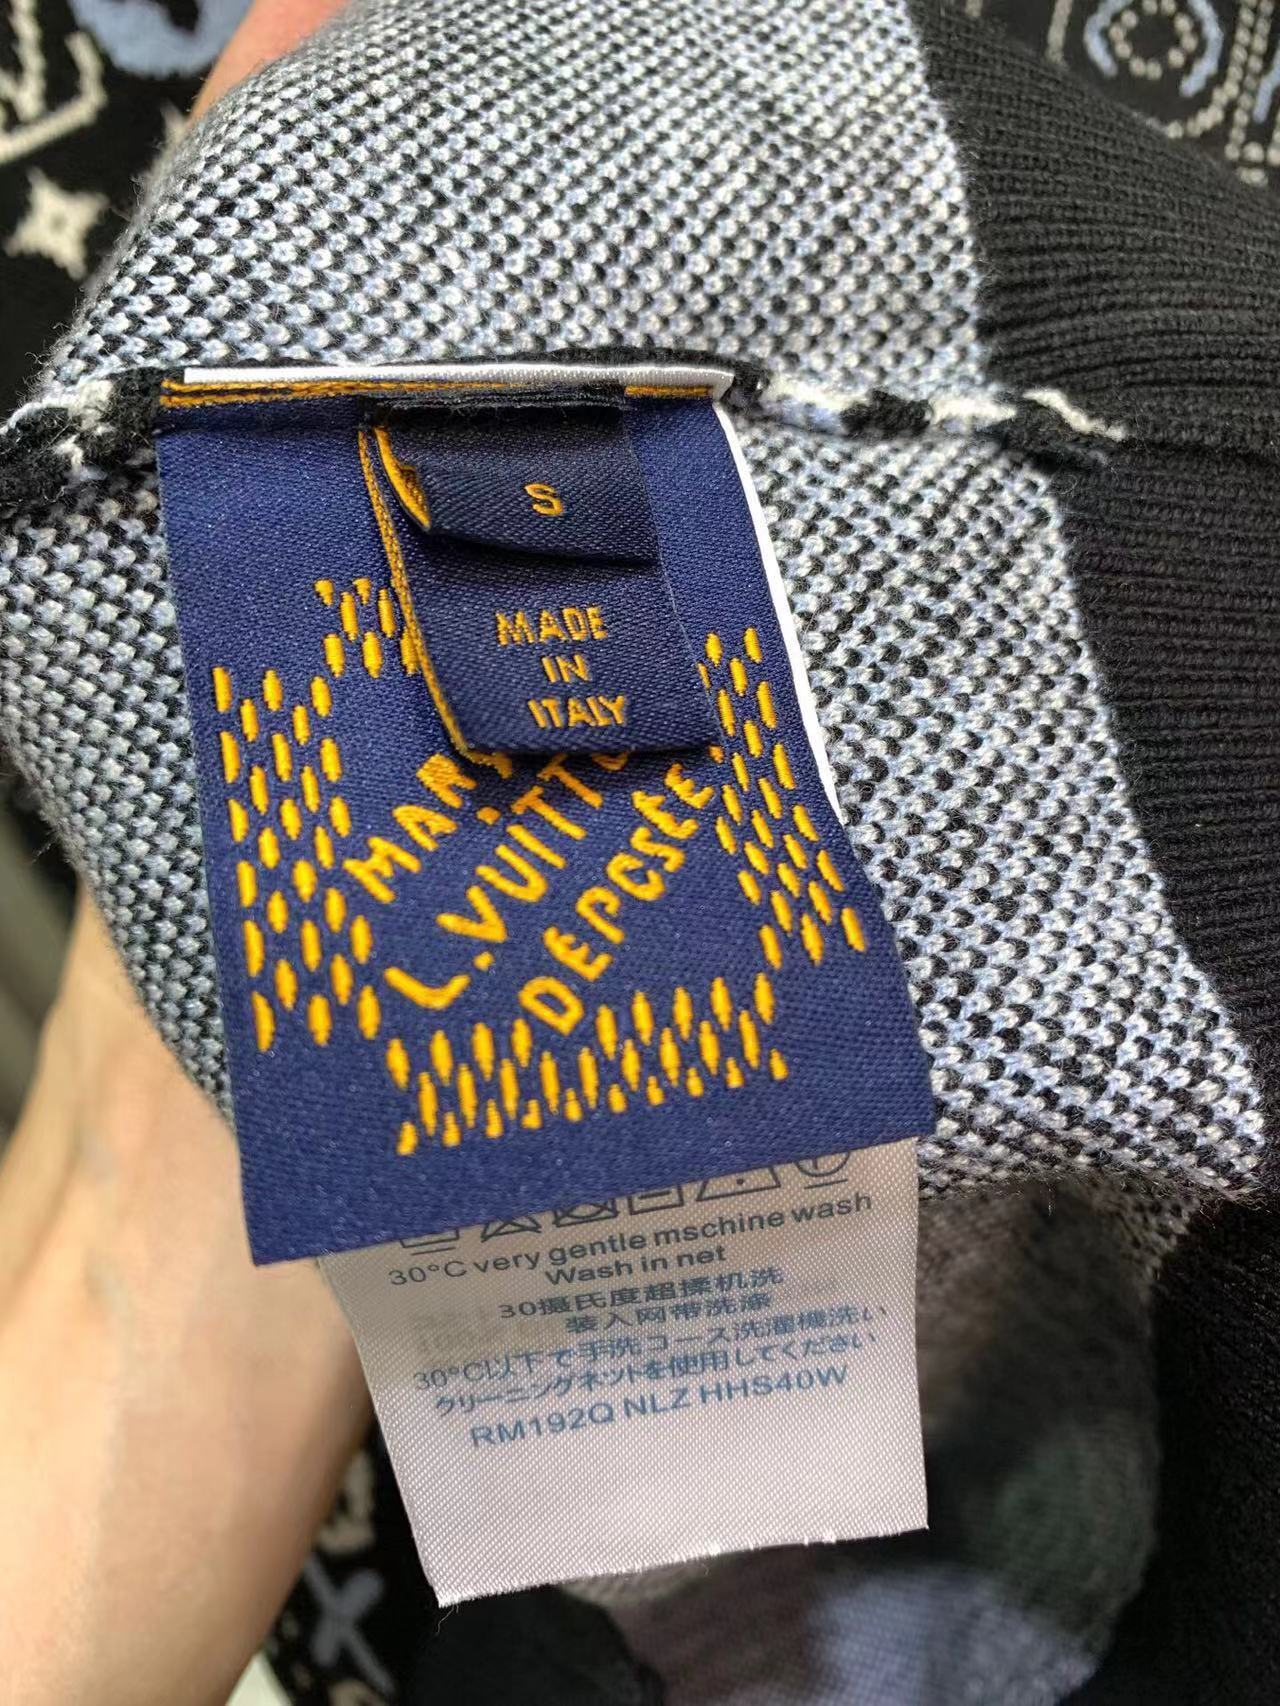 S
MADE
IN
ITALY
MAR
L.VUITTO
DEPCSEE
30°C very gentle mschine wash
Wash in net
30摄氏度超揉机洗
装入网带洗涤
30°C以下で手洗コース洗濯機洗い
クリーニングネットを使用してください
RM192Q NLZ HHS40W